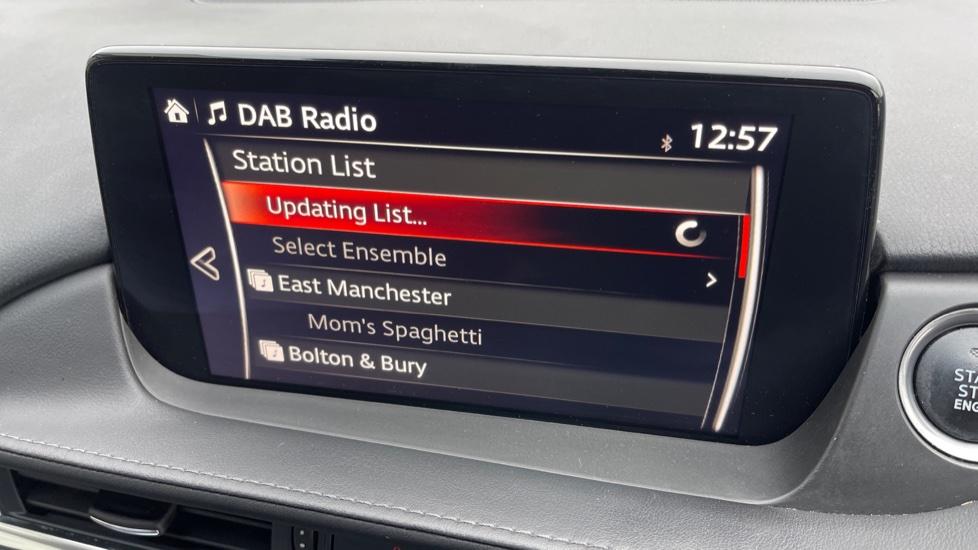 DAB Radio
12:57
Station List
Updating List...
Select Ensemble
East Manchester
Mom's Spaghetti
Bolton & Bury